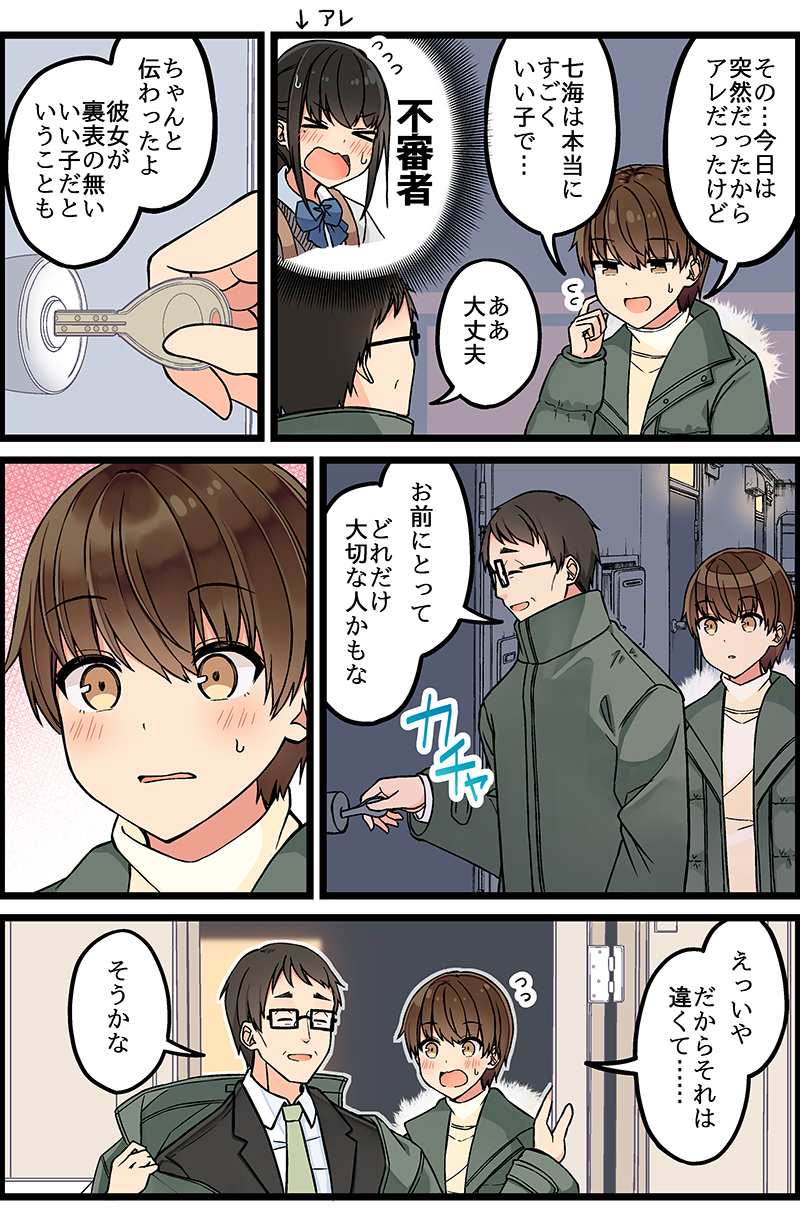 その…今日は
突然だったから
アレだったけど
七海は本当に
すごく
いい子で…
↓アレ
不審者
ああ
大丈夫
ちゃんと
伝わったよ
彼女が
裏表の無い
いい子だと
いうことも
お前にとって
どれだけ
大切な人かもな
カチャ
えっいや
だからそれは
違くて……
そうかな